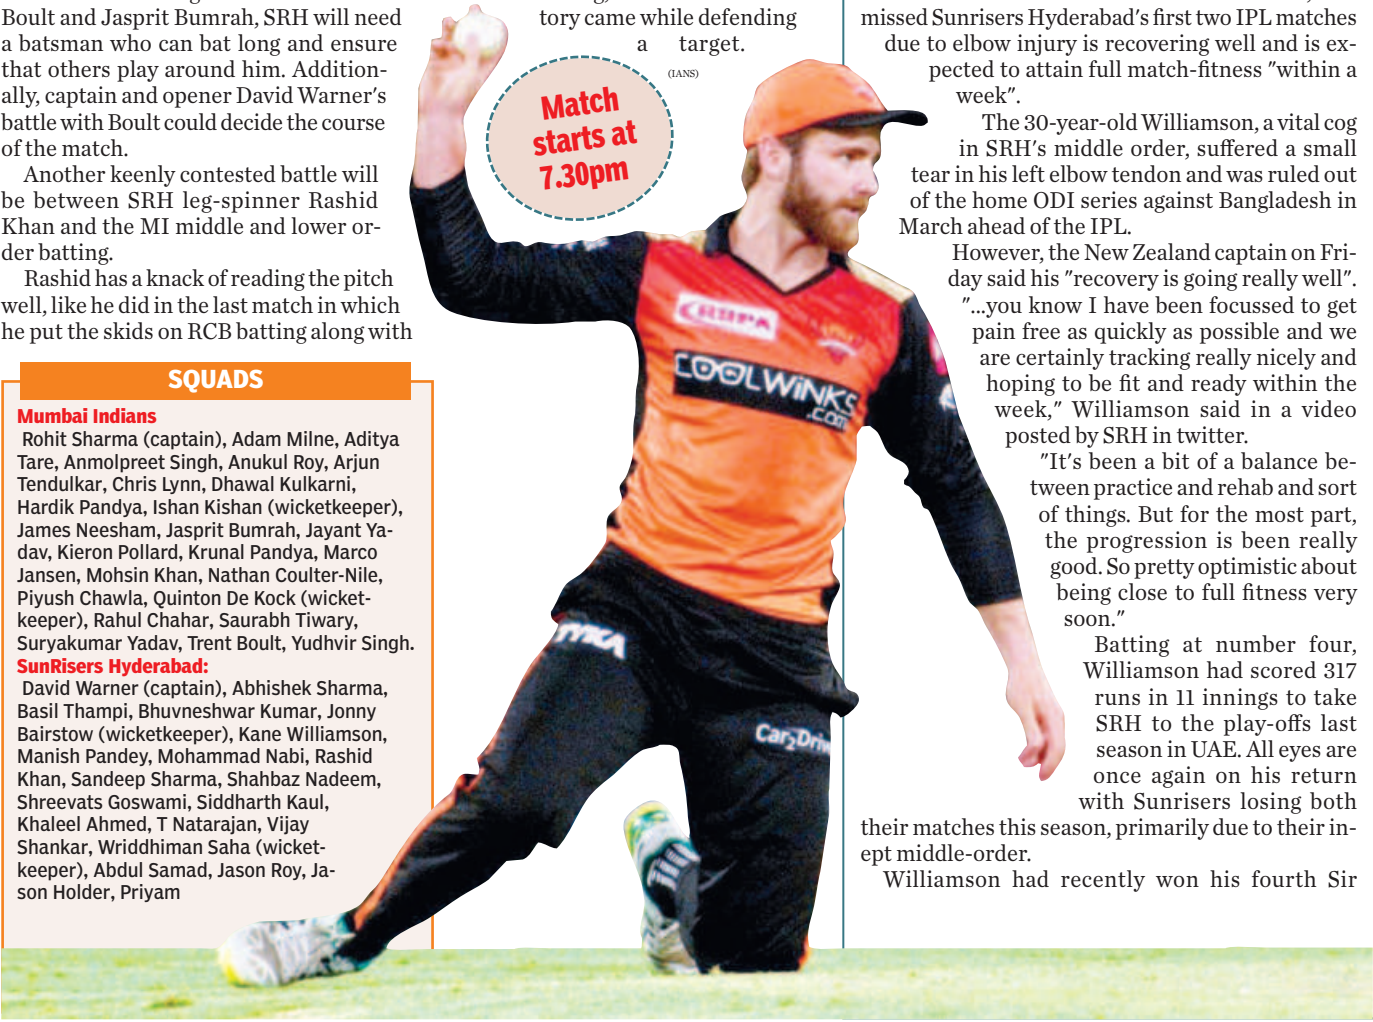 Boult and Jasprit Bumrah, SRH will need
a batsman who can bat long and ensure
that others play around him. Addition-
ally, captain and opener David Warner's
battle with Boult could decide the course
of the match.
Another keenly contested battle will
be between SRH leg-spinner Rashid
Khan and the MI middle and lower or-
der batting.
Rashid has a knack of reading the pitch
well, like he did in the last match in which
he put the skids on RCB batting along with
tory came while defending
a target.
(IANS)
Match
starts at
7.30pm
SQUADS
Mumbai Indians
Rohit Sharma (captain), Adam Milne, Aditya
Tare, Anmolpreet Singh, Anukul Roy, Arjun
Tendulkar, Chris Lynn, Dhawal Kulkarni,
Hardik Pandya, Ishan Kishan (wicketkeeper),
James Neesham, Jasprit Bumrah, Jayant Ya-
dav, Kieron Pollard, Krunal Pandya, Marco
Jansen, Mohsin Khan, Nathan Coulter-Nile,
Piyush Chawla, Quinton De Kock (wicket-
keeper), Rahul Chahar, Saurabh Tiwary,
Suryakumar Yadav, Trent Boult, Yudhvir Singh.
SunRisers Hyderabad:
David Warner (captain), Abhishek Sharma,
Basil Thampi, Bhuvneshwar Kumar, Jonny
Bairstow (wicketkeeper), Kane Williamson,
Manish Pandey, Mohammad Nabi, Rashid
Khan, Sandeep Sharma, Shahbaz Nadeem,
Shreevats Goswami, Siddharth Kaul,
Khaleel Ahmed, T Natarajan, Vijay
Shankar, Wriddhiman Saha (wicket-
keeper), Abdul Samad, Jason Roy, Ja-
son Holder, Priyam
RUPA
COOLWiNKS
.com
TYKA
Car2Driv
missed Sunrisers Hyderabad's first two IPL matches
due to elbow injury is recovering well and is ex-
pected to attain full match-fitness "within a
week".
The 30-year-old Williamson, a vital cog
in SRH's middle order, suffered a small
tear in his left elbow tendon and was ruled out
of the home ODI series against Bangladesh in
March ahead of the IPL.
However, the New Zealand captain on Fri-
day said his "recovery is going really well".
"...you know I have been focussed to get
pain free as quickly as possible and we
are certainly tracking really nicely and
hoping to be fit and ready within the
week," Williamson said in a video
posted by SRH in twitter.
"It's been a bit of a balance be-
tween practice and rehab and sort
of things. But for the most part,
the progression is been really
good. So pretty optimistic about
being close to full fitness very
soon."
Batting at number four,
Williamson had scored 317
runs in 11 innings to take
SRH to the play-offs last
season in UAE. All eyes are
once again on his return
with Sunrisers losing both
their matches this season, primarily due to their in-
ept middle-order.
Williamson had recently won his fourth Sir